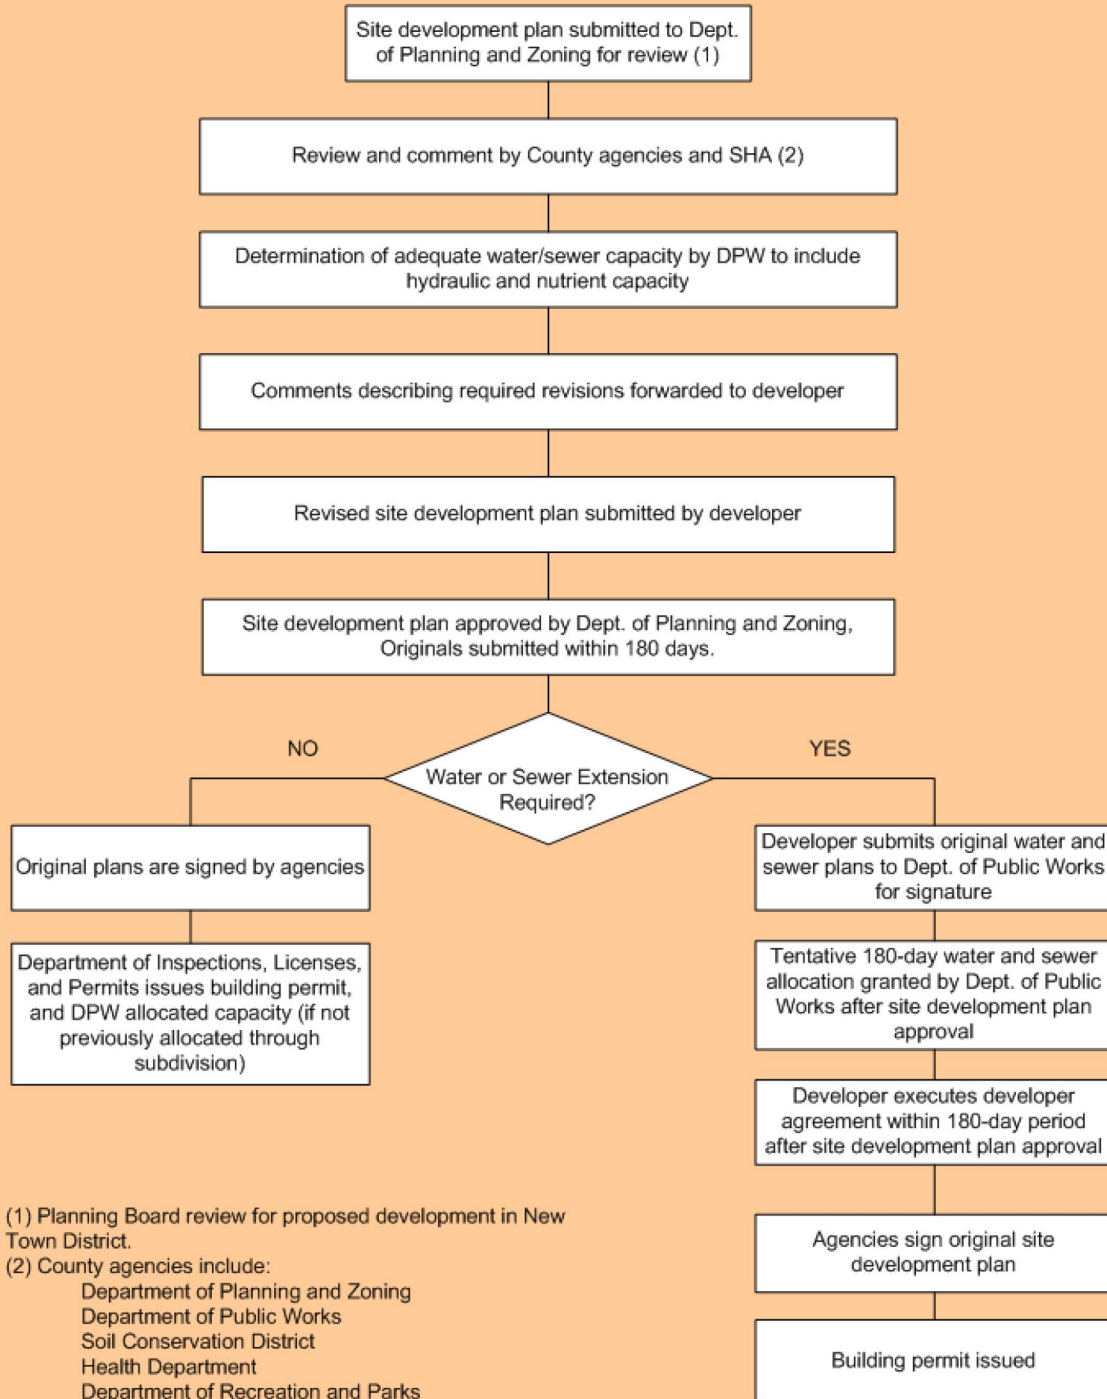 Site development plan submitted to Dept.
of Planning and Zoning for review (1)
Review and comment by County agencies and SHA (2)
Determination of adequate water/sewer capacity by DPW to include
hydraulic and nutrient capacity
Comments describing required revisions forwarded to developer
Revised site development plan submitted by developer
Site development plan approved by Dept. of Planning and Zoning,
Originals submitted within 180 days.
Water or Sewer Extension
Required?
NO
Original plans are signed by agencies
Department of Inspections, Licenses,
and Permits issues building permit,
and DPW allocated capacity (if not
previously allocated through
subdivision)
YES
Developer submits original water and
sewer plans to Dept. of Public Works
for signature
Tentative 180-day water and sewer
allocation granted by Dept. of Public
Works after site development plan
approval
Developer executes developer
agreement within 180-day period
after site development plan approval
Agencies sign original site
development plan
Building permit issued
(1) Planning Board review for proposed development in New
Town District.
(2) County agencies include:
Department of Planning and Zoning
Department of Public Works
Soil Conservation District
Health Department
Department of Recreation and Parks